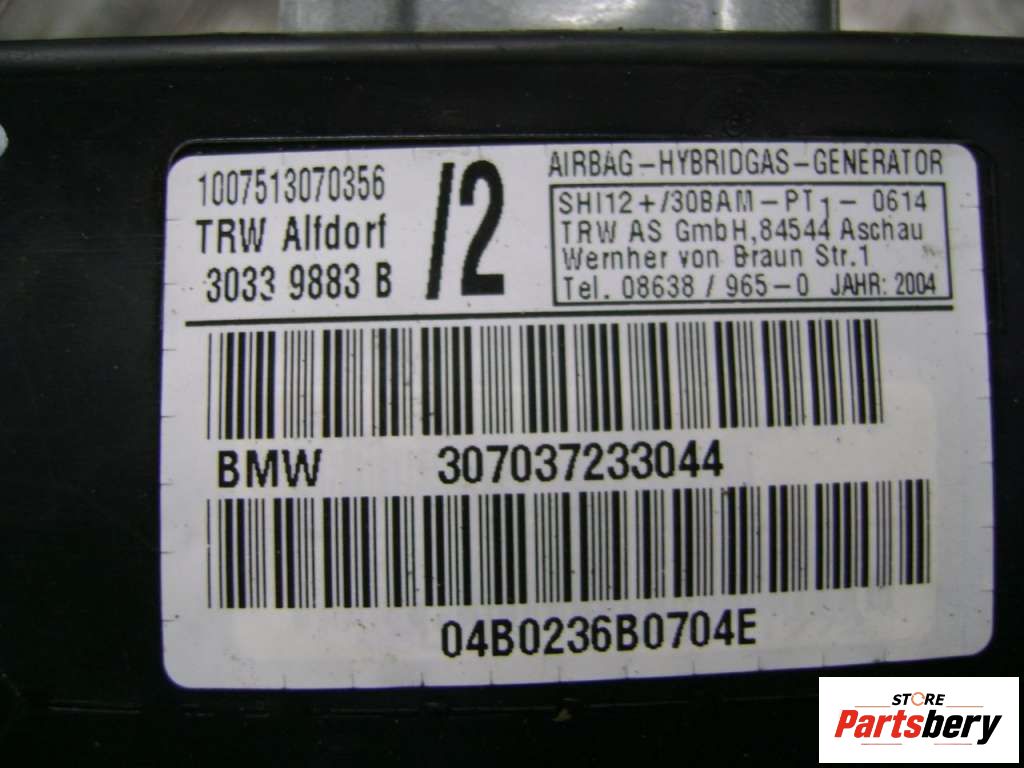 1007513070356
TRW Alfdorf
3033 9883 B
/2
AIRBAG-HYBRIDGAS-GENERATOR
SHI12+/30BAM-PT1-0614
TRW AS GmbH,84544 Aschau
Wernher von Braun Str.1
Tel. 08638 / 965-0 JAHR: 2004
BMW 307037233044
04B0236B0704E
STORE
Partsbery